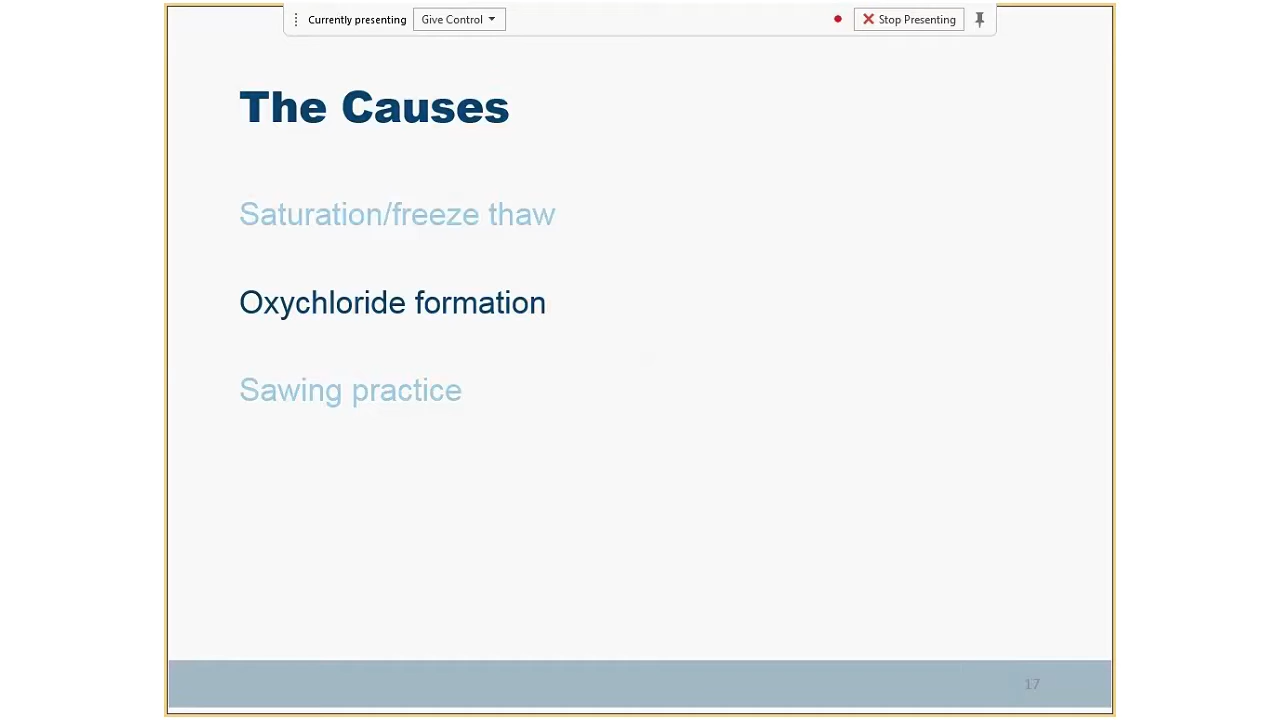 Currently presenting Give Control Stop Presenting
The Causes
Saturation/freeze thaw
Oxychloride formation
Sawing practice
17